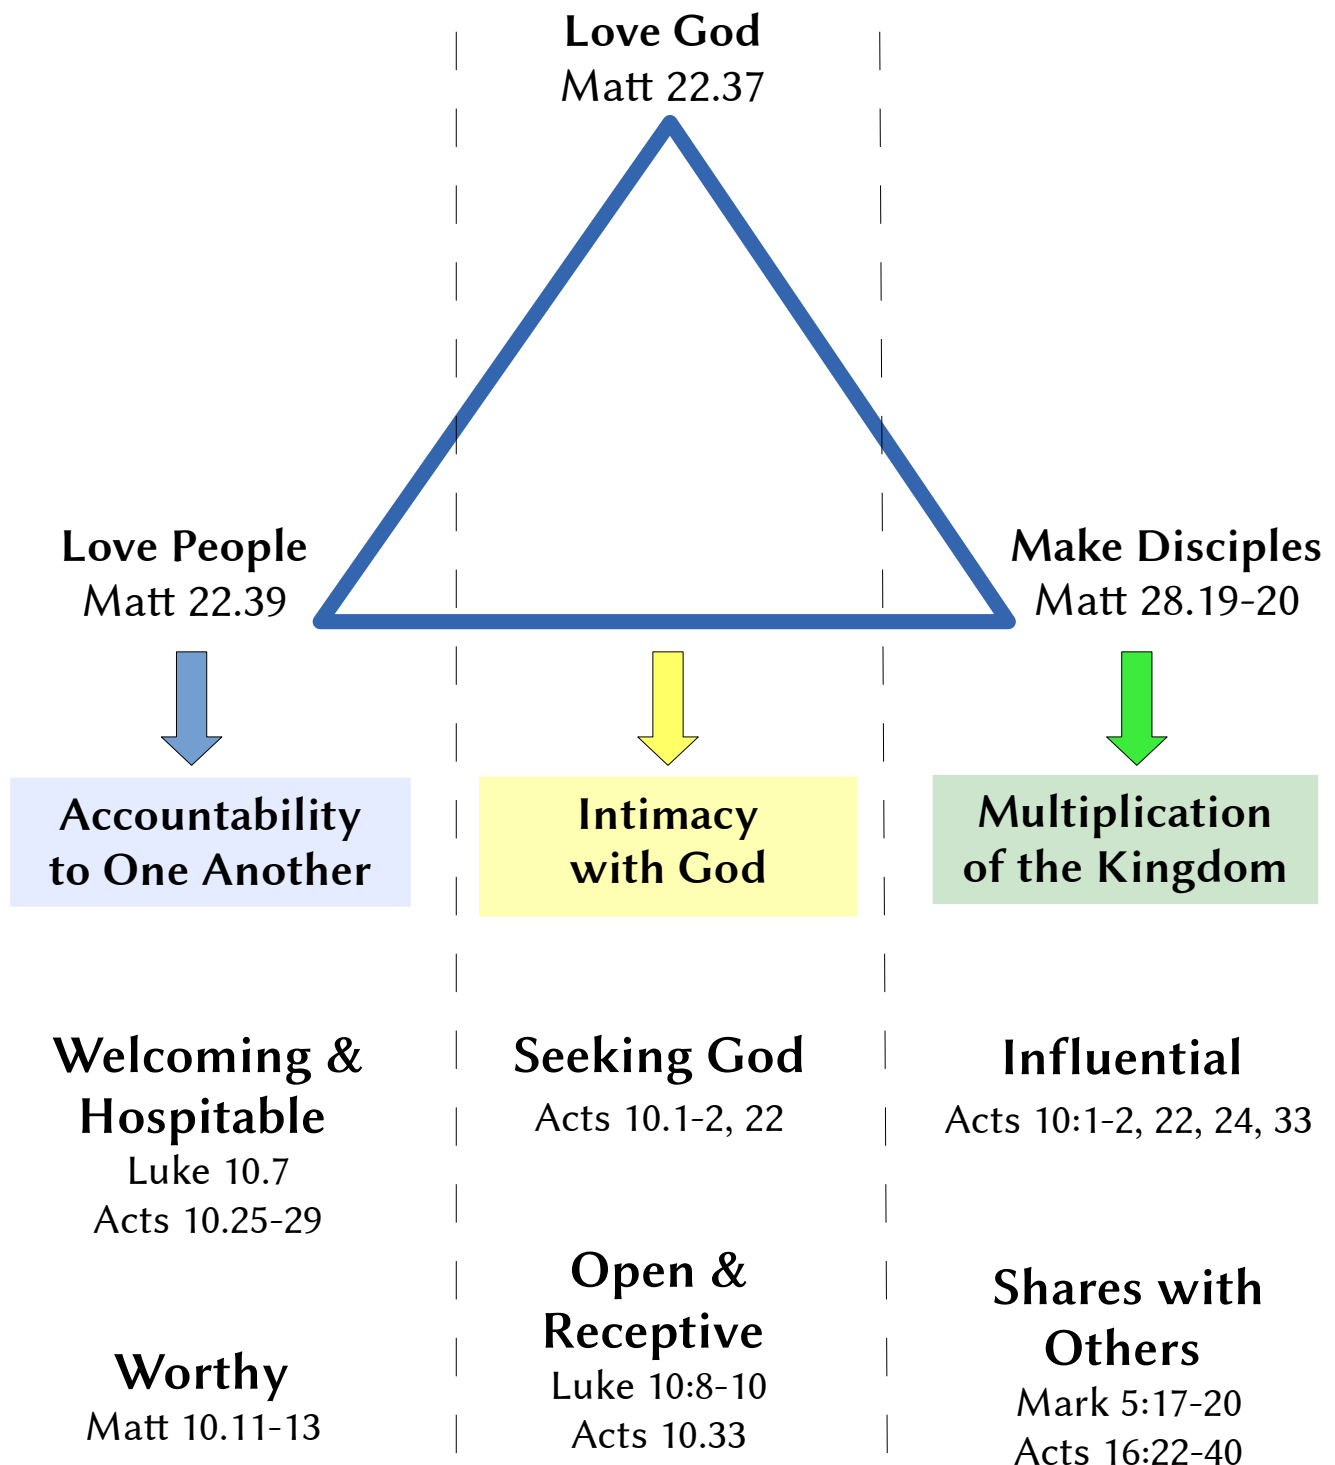 Love God
Matt 22.37
Love People
Matt 22.39
Make Disciples
Matt 28.19-20
Accountability
to One Another
Intimacy
with God
Multiplication
of the Kingdom
Welcoming &
Hospitable
Luke 10.7
Acts 10.25-29
Worthy
Matt 10.11-13
Seeking God
Acts 10.1-2, 22
Open &
Receptive
Luke 10:8-10
Acts 10.33
Influential
Acts 10:1-2, 22, 24, 33
Shares with
Others
Mark 5:17-20
Acts 16:22-40